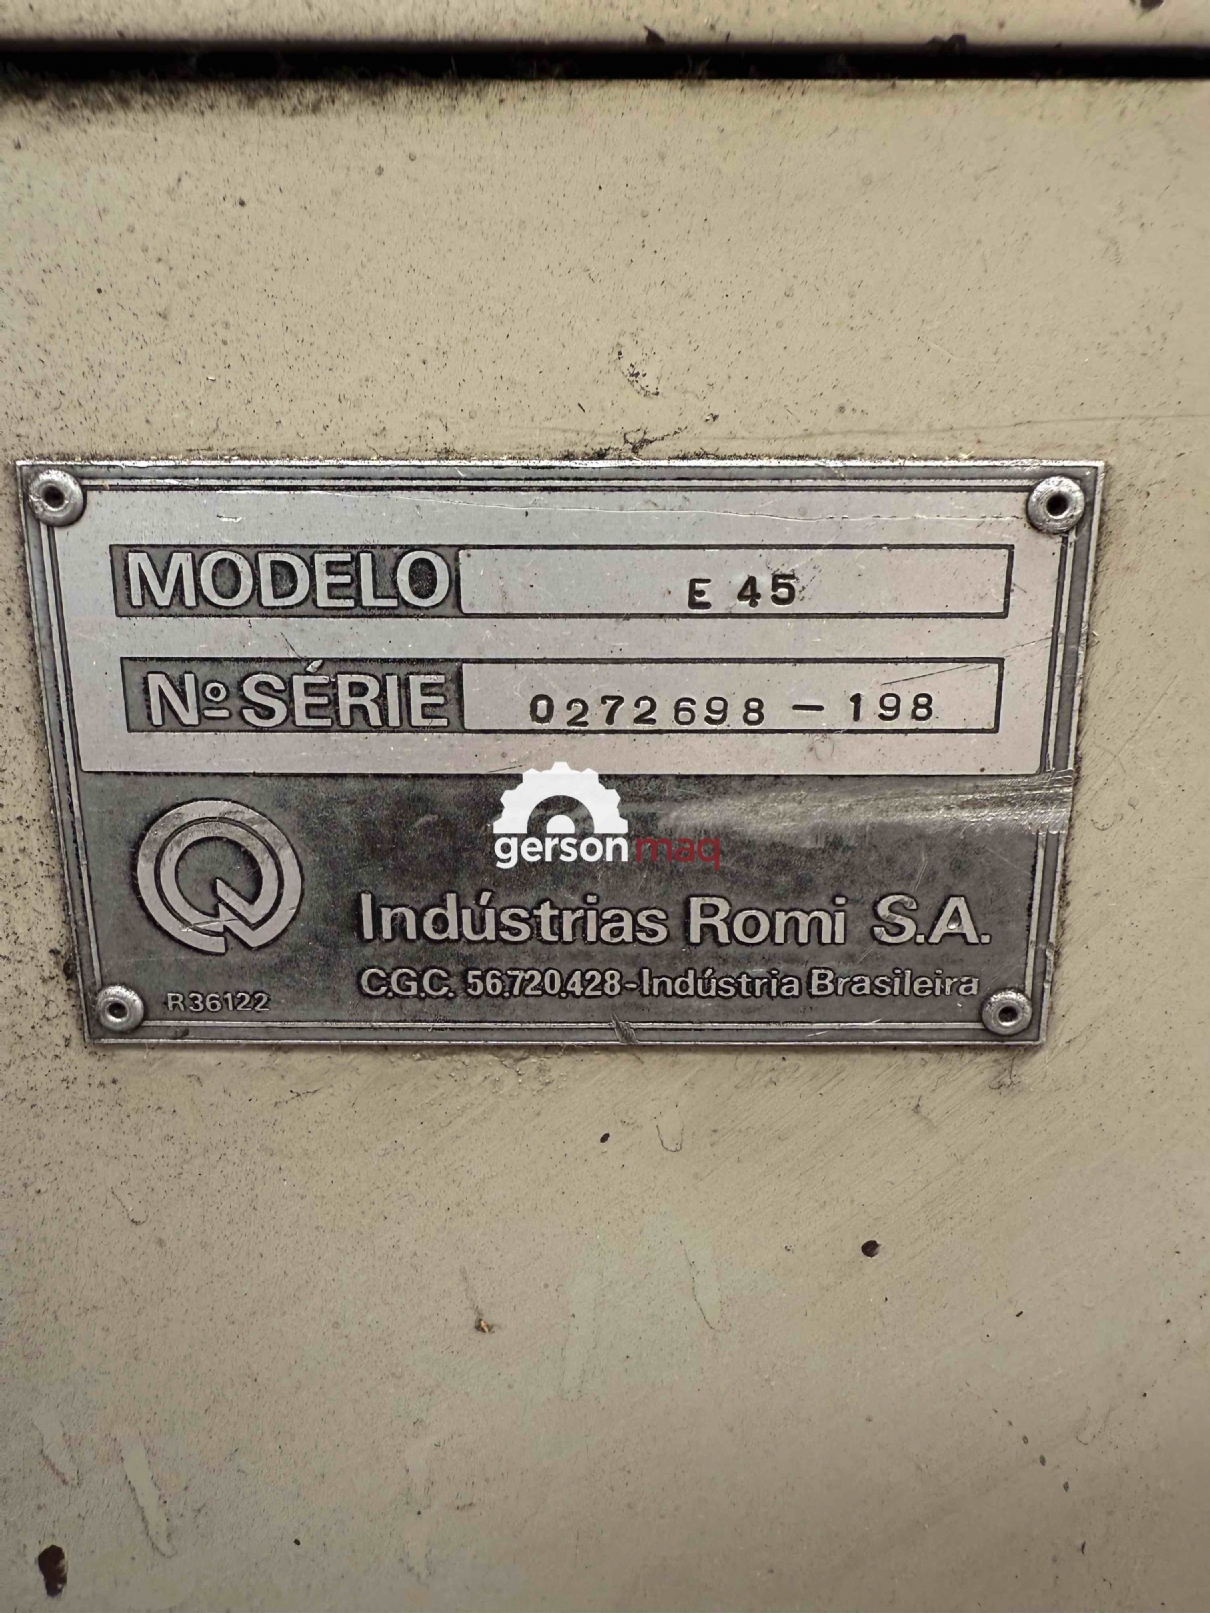 MODELO E 45
Nº SÉRIE 0272698-198
gersonmaq
Indústrias Romi S.A.
C.G.C. 56.720.428-Indústria Brasileira
R36122